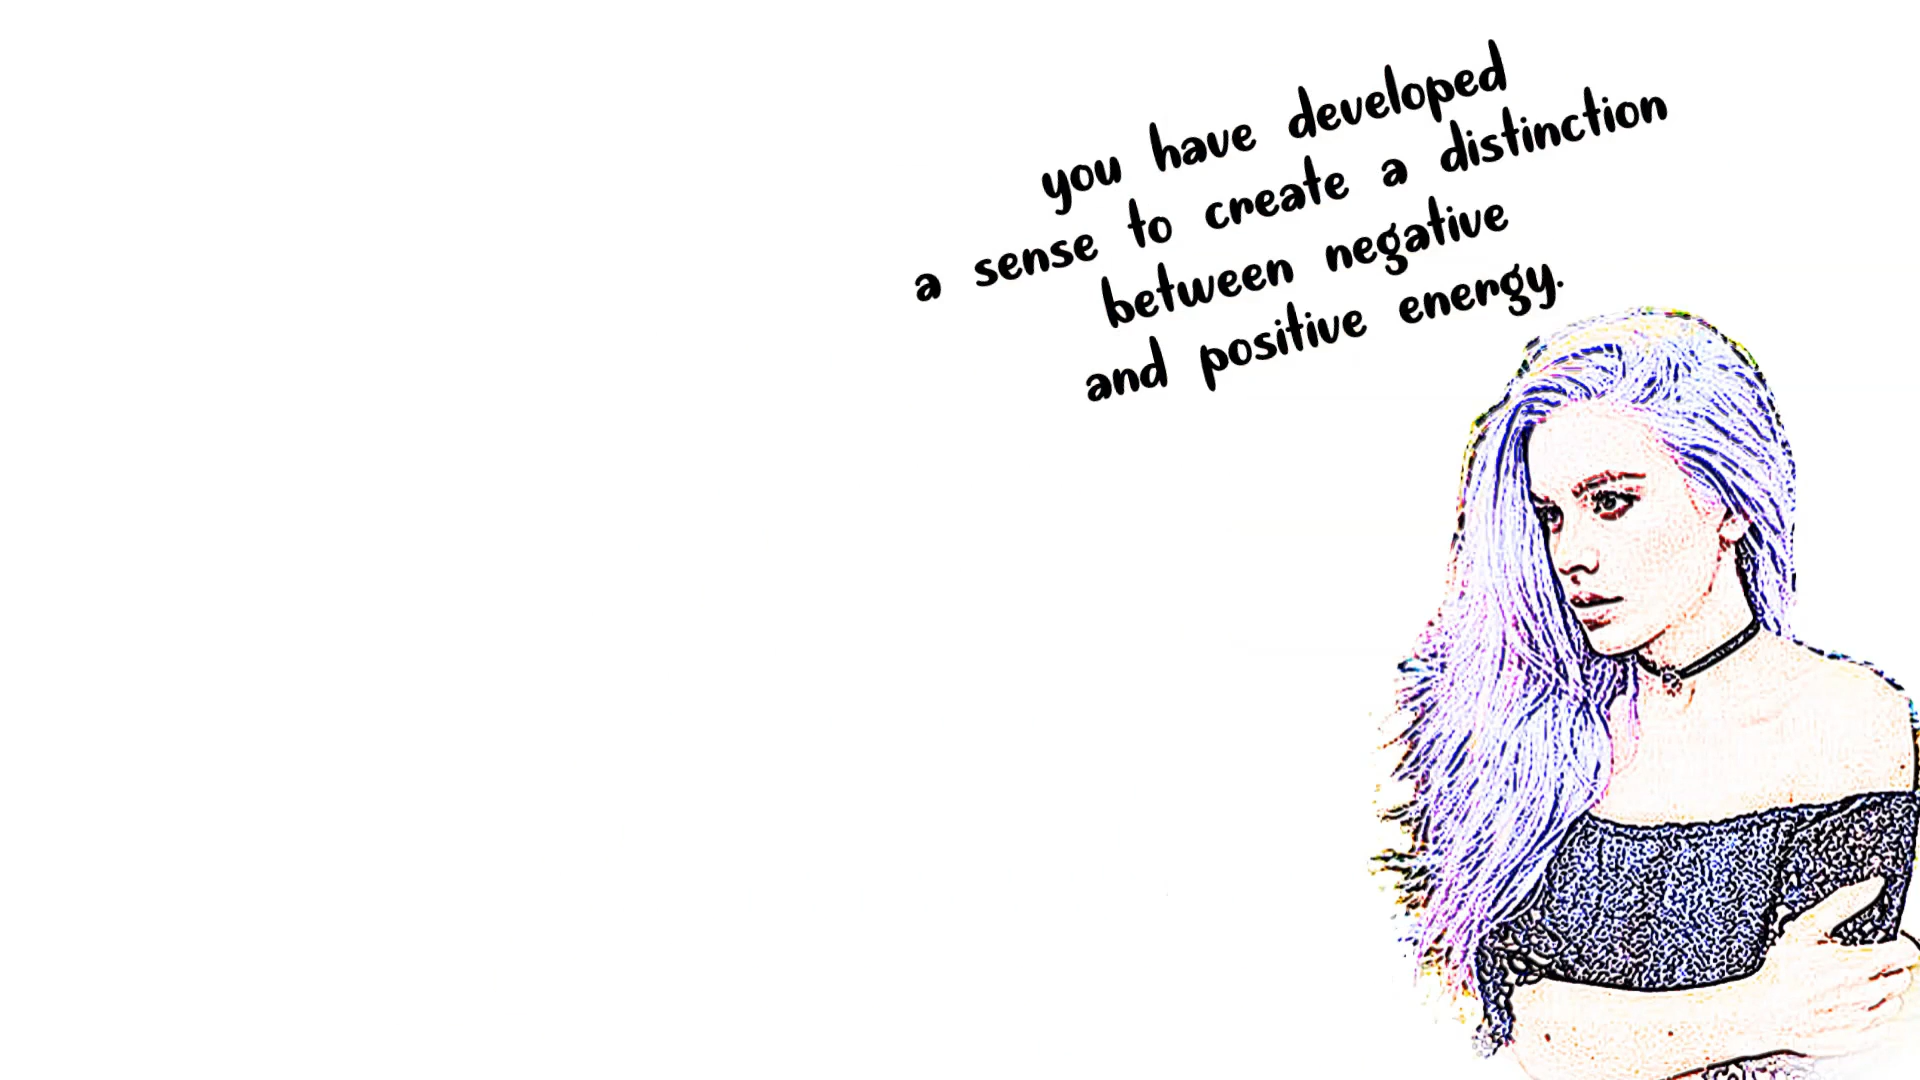 you have developed
a sense to create a distinction
between negative
and positive energy.